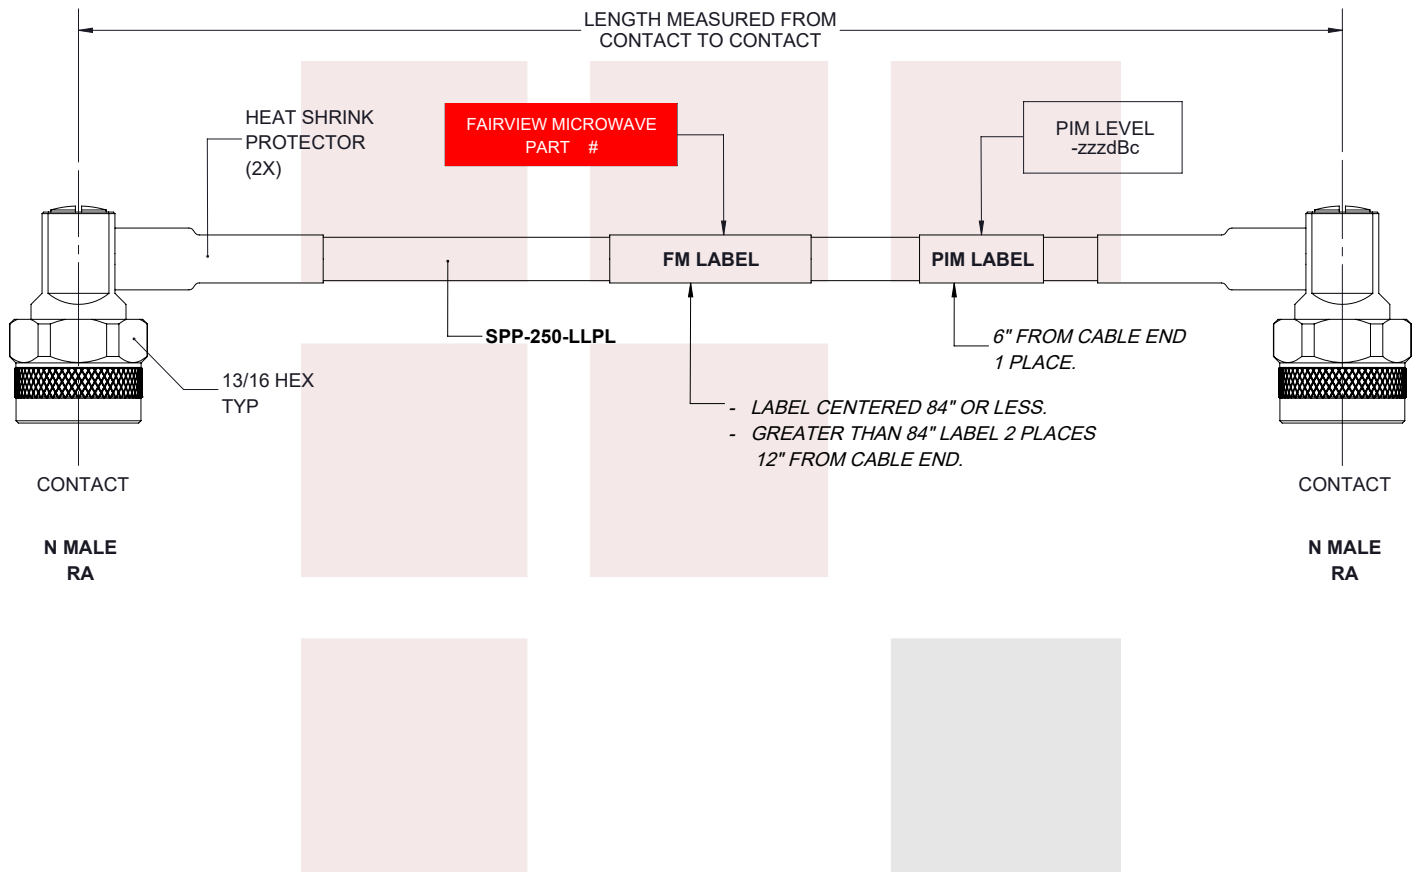 LENGTH MEASURED FROM
CONTACT TO CONTACT
HEAT SHRINK
PROTECTOR
(2X)
FAIRVIEW MICROWAVE
PART #
PIM LEVEL
-zzzdBc
FM LABEL
PIM LABEL
SPP-250-LLPL
6" FROM CABLE END
1 PLACE.
13/16 HEX
TYP
- LABEL CENTERED 84" OR LESS.
- GREATER THAN 84" LABEL 2 PLACES
12" FROM CABLE END.
CONTACT
N MALE
RA
CONTACT
N MALE
RA